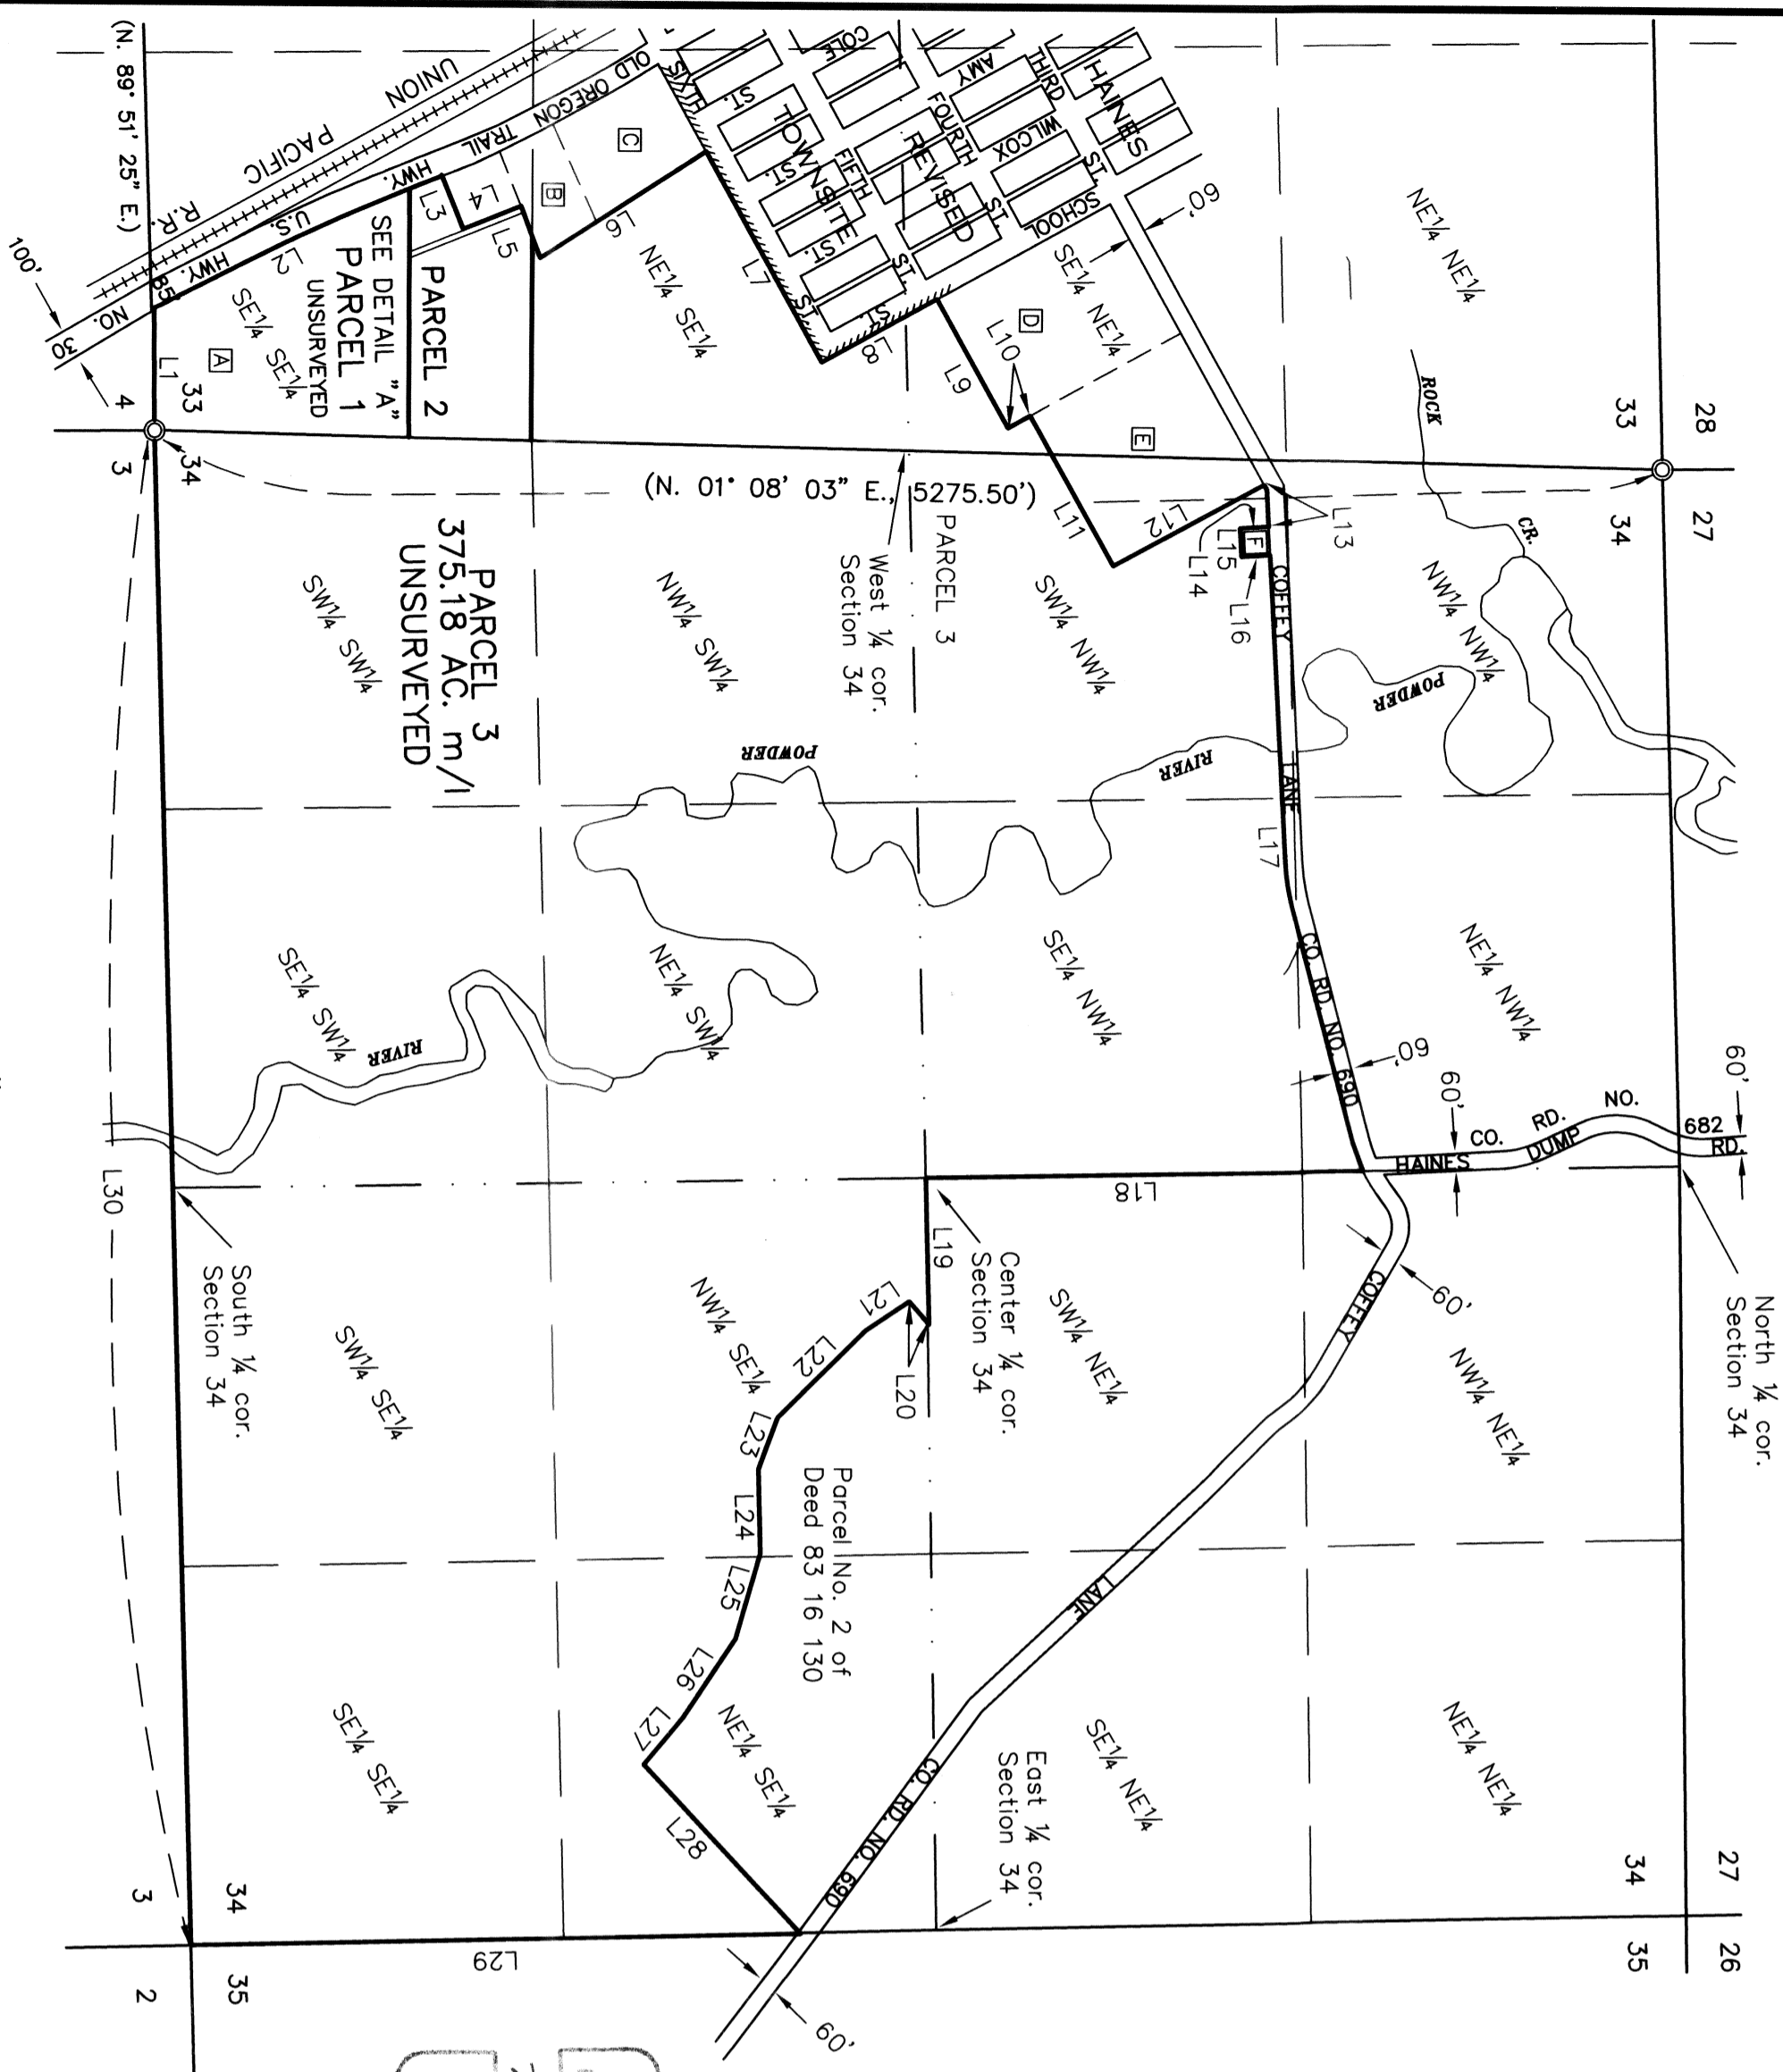 (N. 89° 51' 25" E.)
UNION
PACIFIC
R.R.
OLD OREGON
TRAIL
HWY.
U.S.
HWY.
NO.
30
100'
85'
SIXTH
ST.
COLE
ST.
FIFTH
ST.
AMY
FOURTH
ST.
THIRD
WILCOX
ST.
SCHOOL
ST.
ST.
ST.
HAINES
REVISED
TOWNSITE
60'
NE¼ NE¼
SE¼ NE¼
NE¼ SE¼
SE¼ SE¼
A
B
C
D
E
F
L1
L2
L3
L4
L5
L6
L7
L8
L9
L10
L11
L12
L13
L14
L15
L16
L17
L18
L19
L20
L21
L22
L23
L24
L25
L26
L27
L28
L29
L30
SEE DETAIL "A"
PARCEL 1
UNSURVEYED
PARCEL 2
33
4
34
3
28
33
27
34
(N. 01° 08' 03" E., 5275.50')
PARCEL 3
West ¼ cor.
Section 34
PARCEL 3
375.18 AC. m/l
UNSURVEYED
ROCK
CR.
POWDER
RIVER
POWDER
RIVER
NW¼ NW¼
SW¼ NW¼
NW¼ SW¼
SW¼ SW¼
NE¼ NW¼
SE¼ NW¼
NE¼ SW¼
SE¼ SW¼
COFFEY
LANE
CO. RD. NO. 690
60'
60'
60'
HAINES
DUMP
RD.
CO.
RD.
NO.
682
North ¼ cor.
Section 34
Center ¼ cor.
Section 34
South ¼ cor.
Section 34
COFFEY
60'
LANE
CO. RD. NO. 690
60'
NW¼ NE¼
SW¼ NE¼
NW¼ SE¼
SW¼ SE¼
Parcel No. 2 of
Deed 83 16 130
NE¼ NE¼
SE¼ NE¼
NE¼ SE¼
SE¼ SE¼
East ¼ cor.
Section 34
27
34
26
35
34
3
35
2